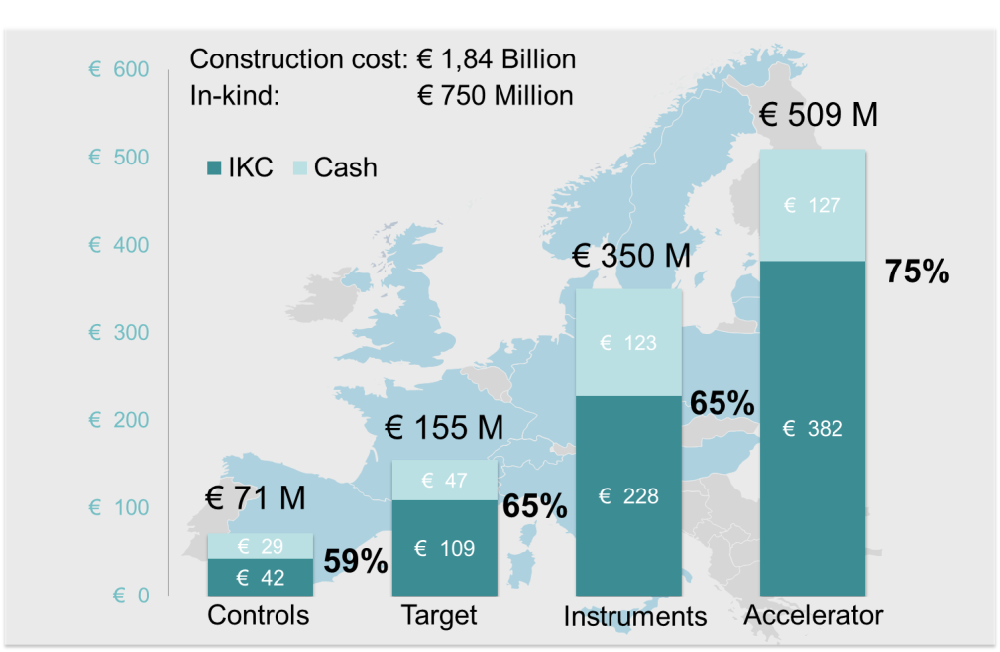 Construction cost: € 1,84 Billion
In-kind: € 750 Million
IKC Cash
€ 600
€ 500
€ 400
€ 300
€ 200
€ 100
€ 0
€ 71 M
€ 29
€ 42
59%
Controls
€ 155 M
€ 47
€ 109
65%
Target
€ 350 M
€ 123
€ 228
65%
Instruments
€ 509 M
€ 127
€ 382
75%
Accelerator